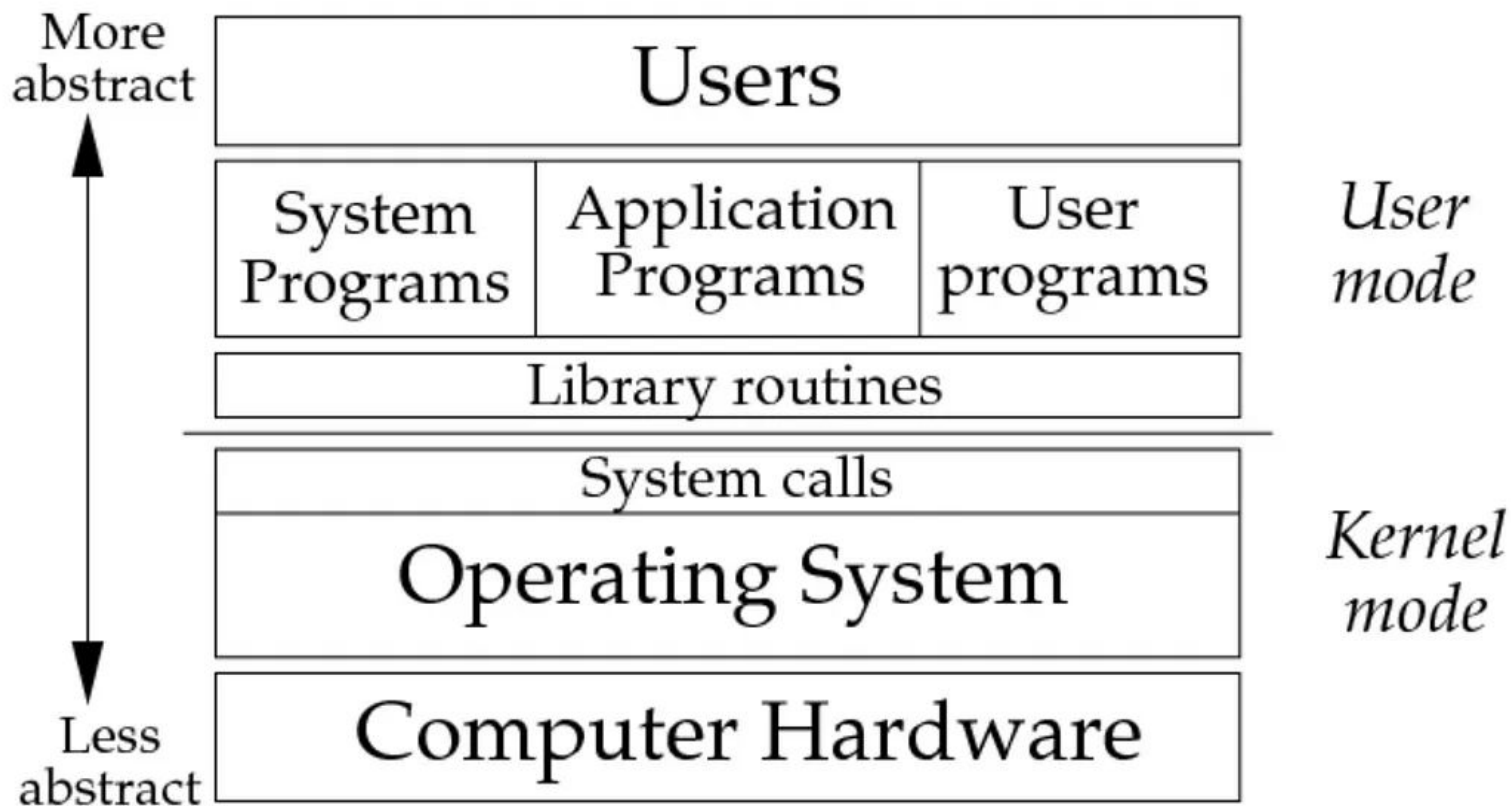 More
abstract
Users
System
Programs
Application
Programs
User
programs
User
mode
Library routines
System calls
Operating System
Kernel
mode
Computer Hardware
Less
abstract